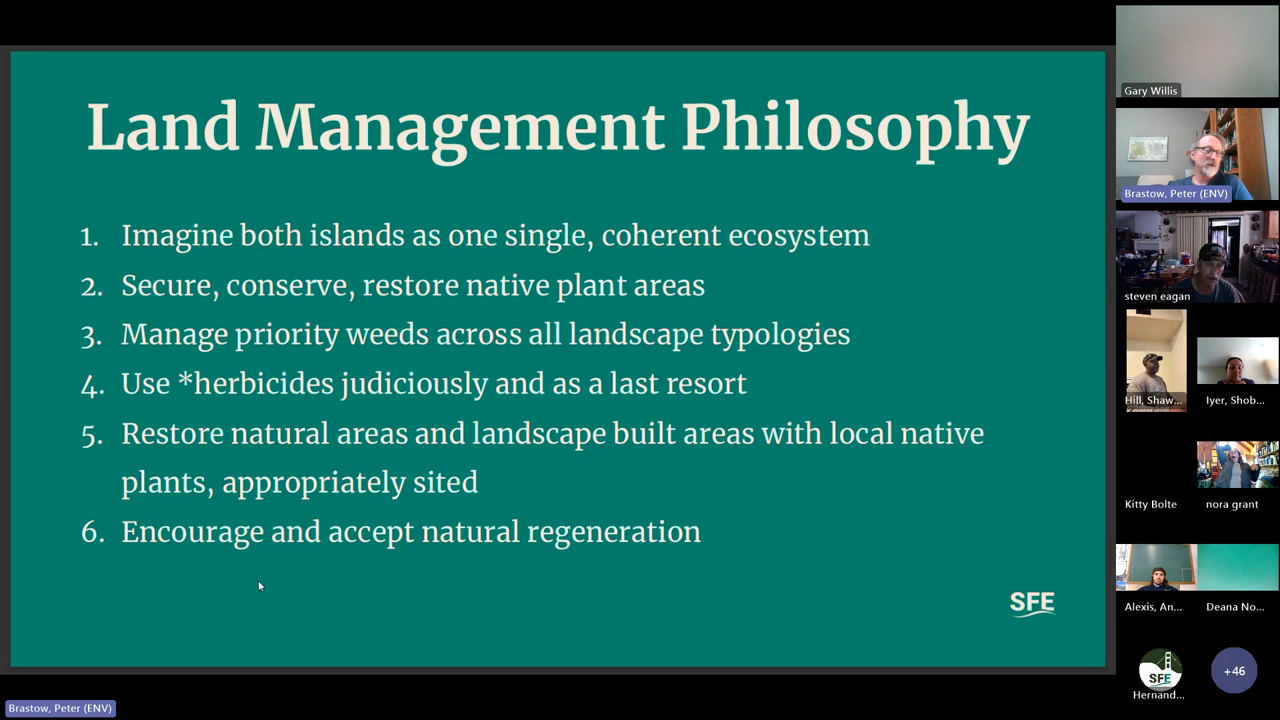 Land Management Philosophy
1. Imagine both islands as one single, coherent ecosystem
2. Secure, conserve, restore native plant areas
3. Manage priority weeds across all landscape typologies
4. Use *herbicides judiciously and as a last resort
5. Restore natural areas and landscape built areas with local native
plants, appropriately sited
6. Encourage and accept natural regeneration
SFE
Brastow, Peter (ENV)
Gary Willis
Brastow, Peter (ENV)
steven eagan
Hill, Shaw...
Iyer, Shob...
Kitty Bolte
nora grant
Alexis, An...
Deana No...
SFE
Hernand...
+46